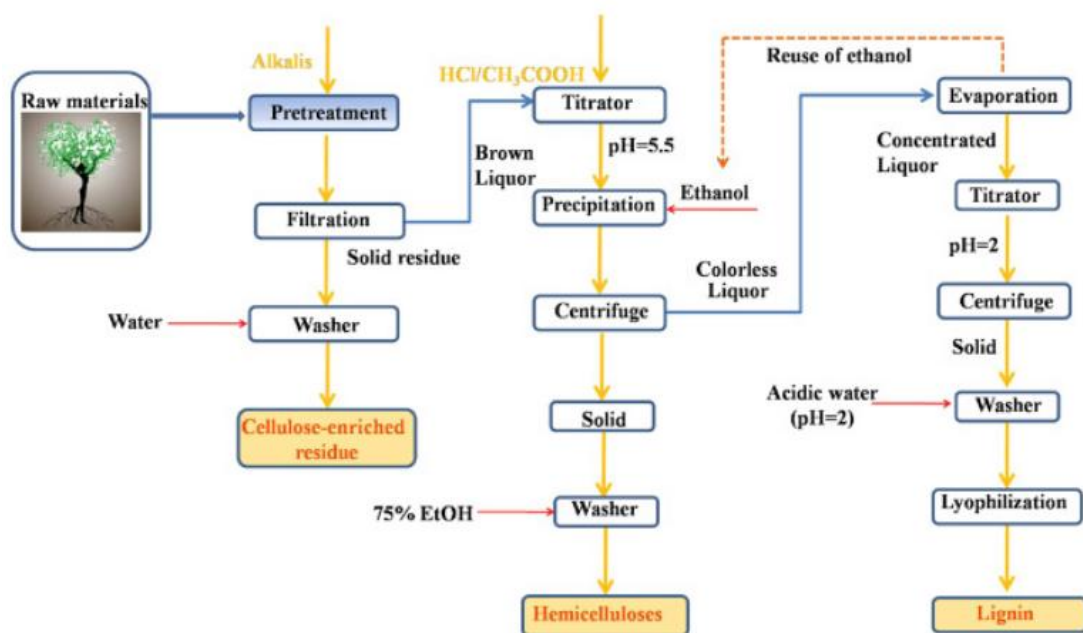 Raw materials
Alkalis
Pretreatment
Filtration
Solid residue
Water
Washer
Cellulose-enriched
residue
HCl/CH₃COOH
Titrator
pH=5.5
Brown
Liquor
Precipitation
Ethanol
Centrifuge
Solid
75% EtOH
Washer
Hemicelluloses
Colorless
Liquor
Reuse of ethanol
Evaporation
Concentrated
Liquor
Titrator
pH=2
Centrifuge
Solid
Acidic water
(pH=2)
Washer
Lyophilization
Lignin